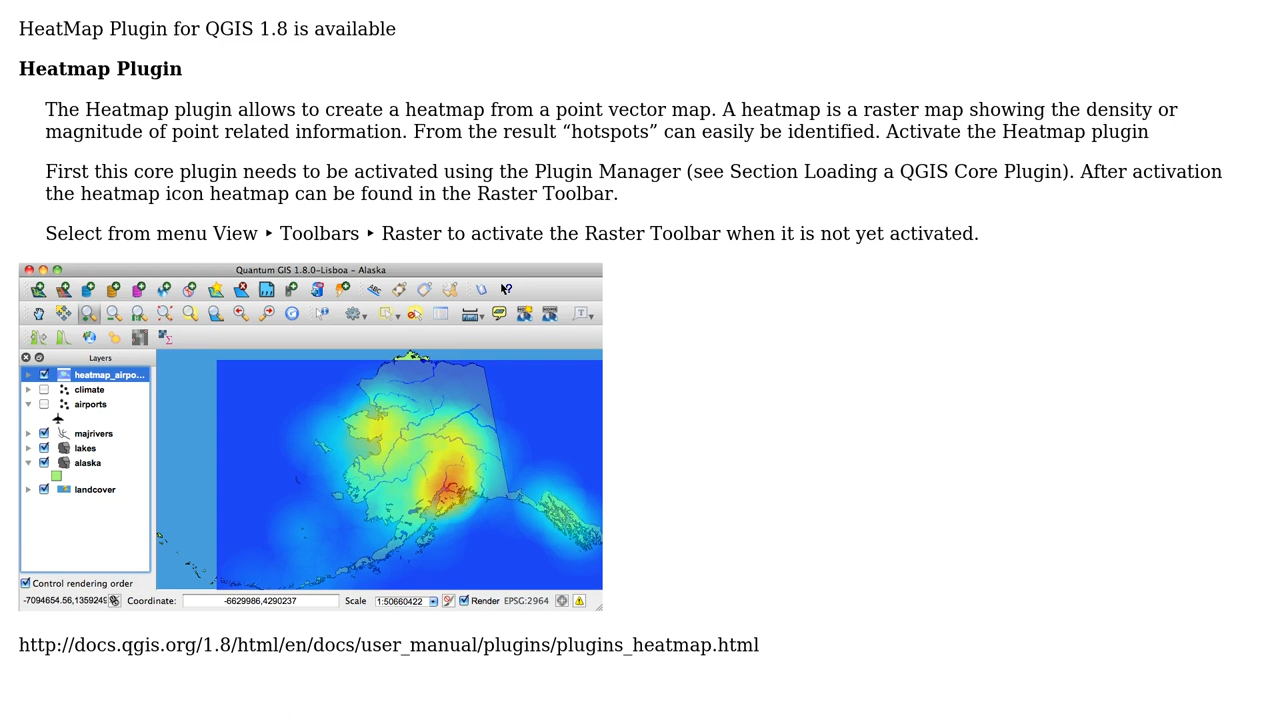 HeatMap Plugin for QGIS 1.8 is available
Heatmap Plugin
The Heatmap plugin allows to create a heatmap from a point vector map. A heatmap is a raster map showing the density or
magnitude of point related information. From the result “hotspots” can easily be identified. Activate the Heatmap plugin
First this core plugin needs to be activated using the Plugin Manager (see Section Loading a QGIS Core Plugin). After activation
the heatmap icon heatmap can be found in the Raster Toolbar.
Select from menu View ‣ Toolbars ‣ Raster to activate the Raster Toolbar when it is not yet activated.
Quantum GIS 1.8.0-Lisboa - Alaska
Layers
heatmap_airpo...
climate
airports
majrivers
lakes
alaska
landcover
Control rendering order
-7094654.56,1359249 Coordinate: -6629986,4290237 Scale 1:50660422 Render EPSG:2964
http://docs.qgis.org/1.8/html/en/docs/user_manual/plugins/plugins_heatmap.html